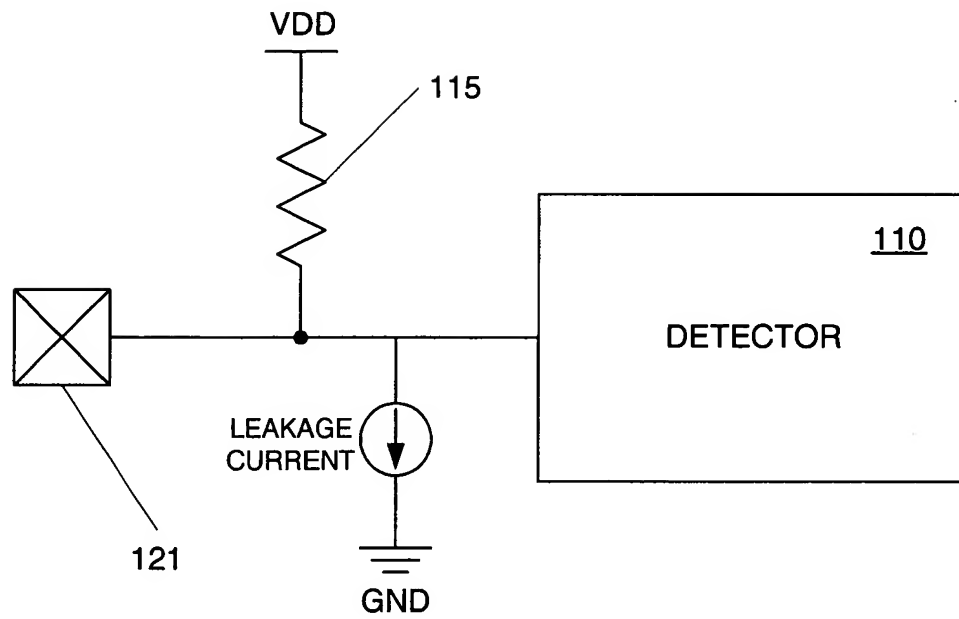 VDD
115
110
DETECTOR
LEAKAGE
CURRENT
121
GND